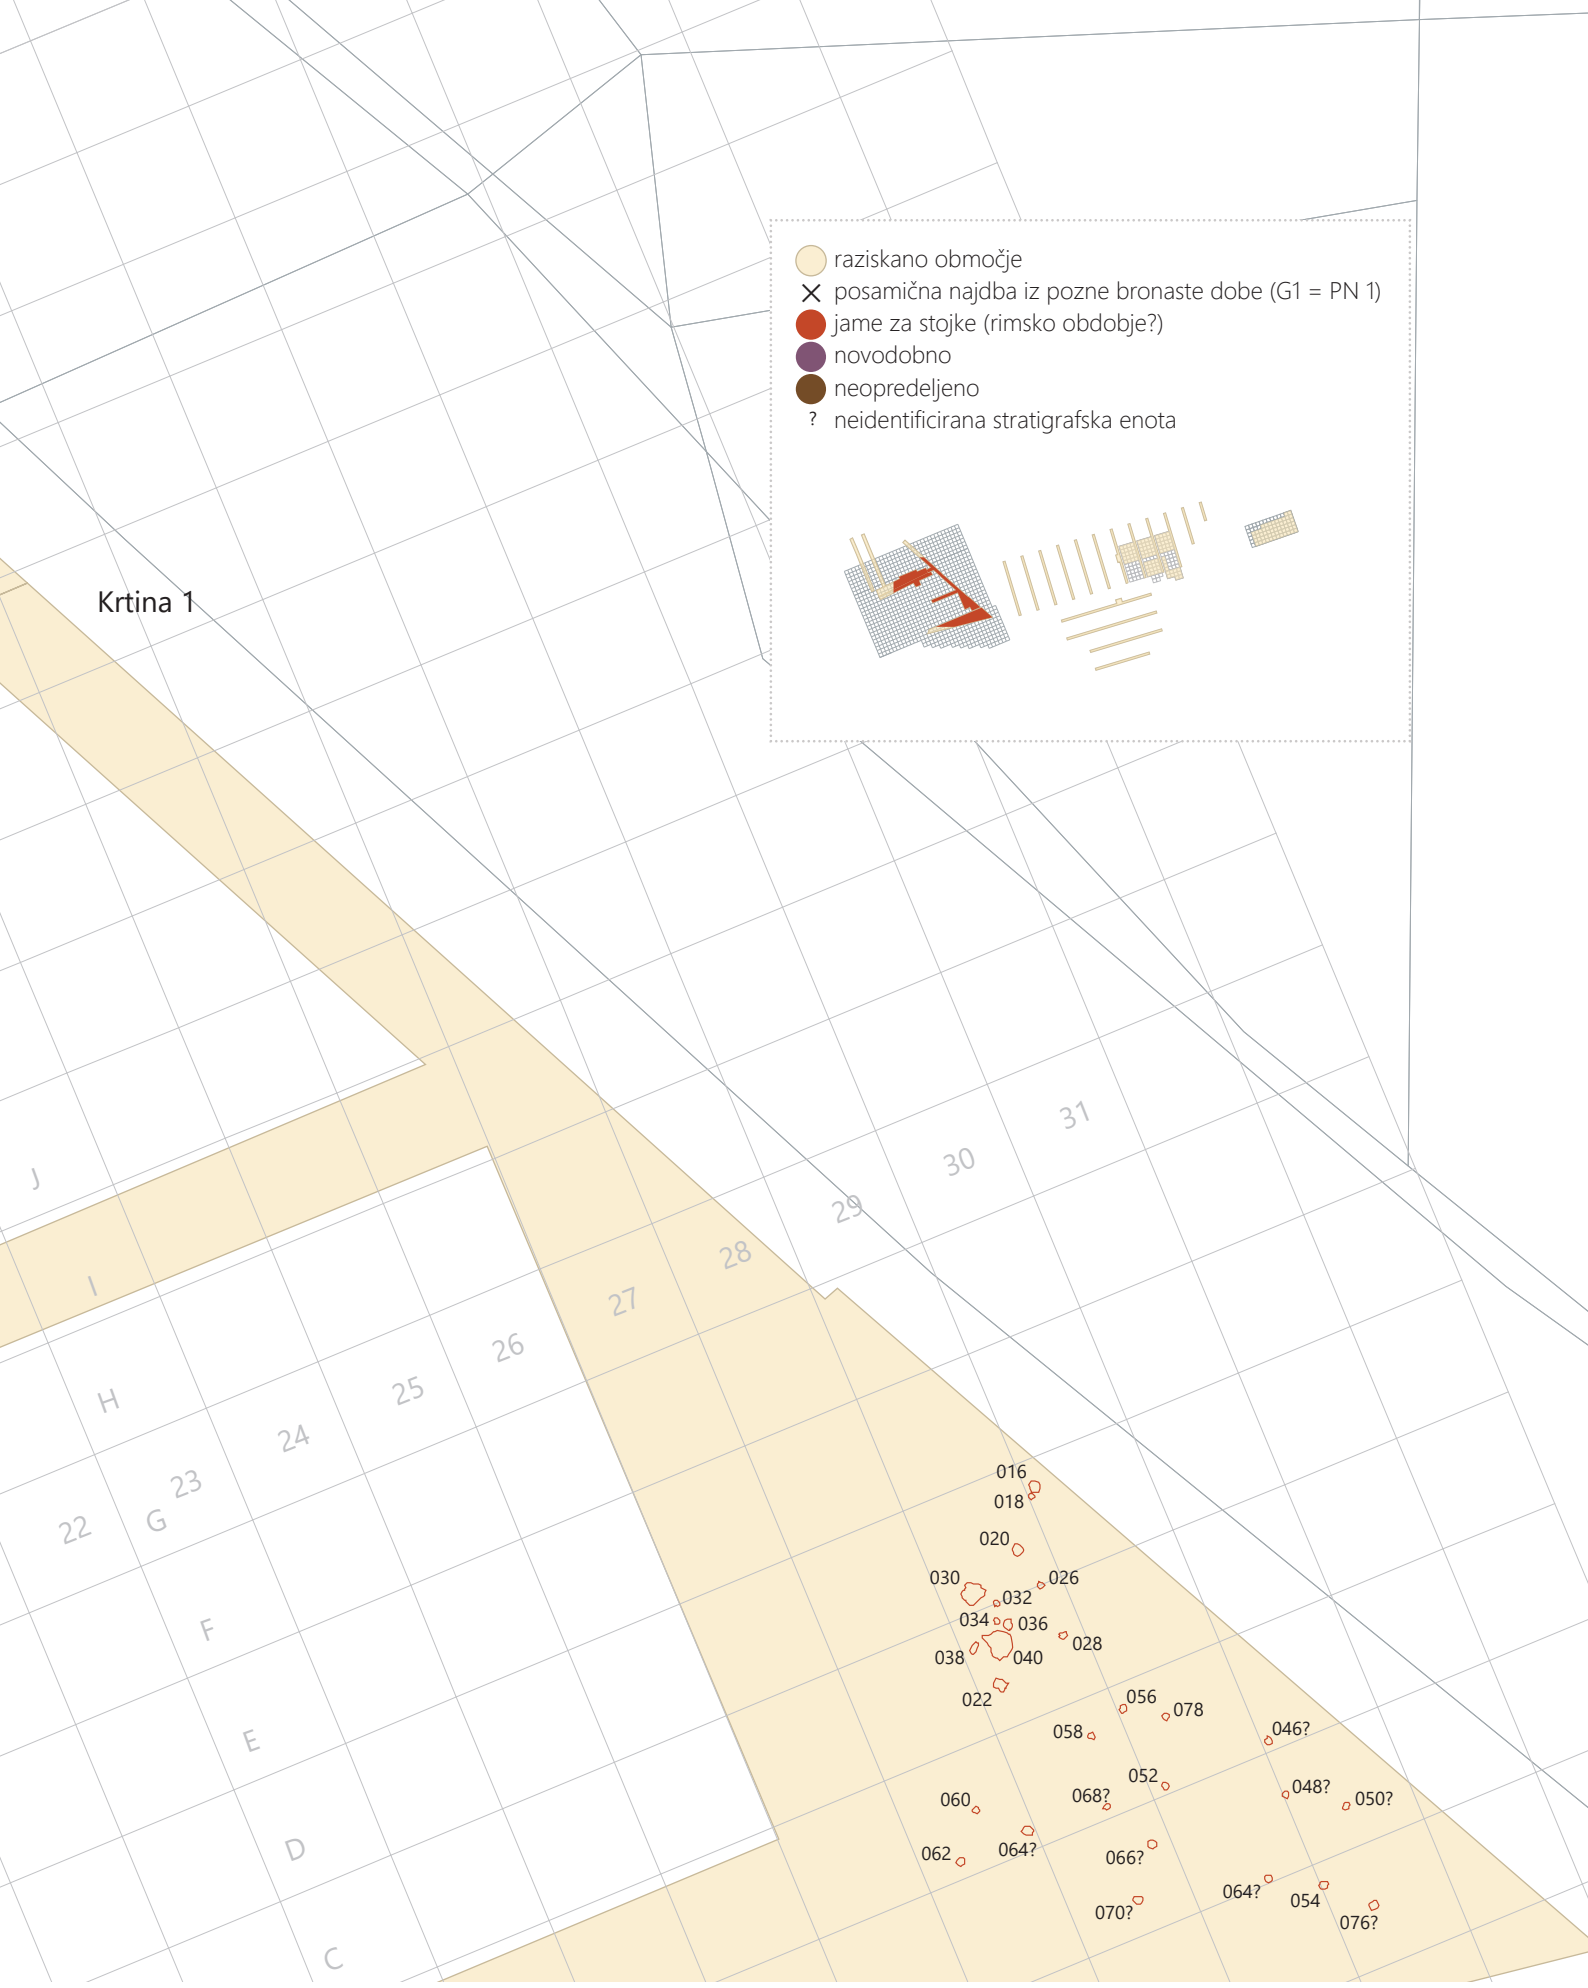 raziskano območje
posamična najdba iz pozne bronaste dobe (G1 = PN 1)
jame za stojke (rimsko obdobje?)
novodobno
neopredeljeno
? neidentificirana stratigrafska enota
Krtina 1
31
30
J
29
28
I
27
26
25
H
24
23
22
G
016
018
020
030
026
032
034
036
F
028
038
040
022
056
078
046?
058
E
052
048?
068?
050?
060
064?
D
062
066?
064?
054
070?
076?
C